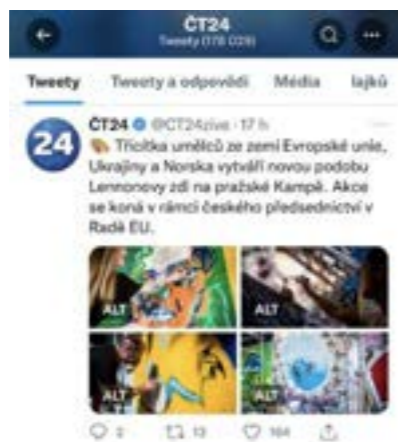 ČT24
Tweety (178 029)
Tweety Tweety a odpovědi Média lajků
24
ČT24 @CT24zive · 17 h
Třicítka umělců ze zemí Evropské unie,
Ukrajiny a Norska vytváří novou podobu
Lennonovy zdi na pražské Kampě. Akce
se koná v rámci českého předsednictví v
Radě EU.
ALT ALT
ALT ALT
2 13 164